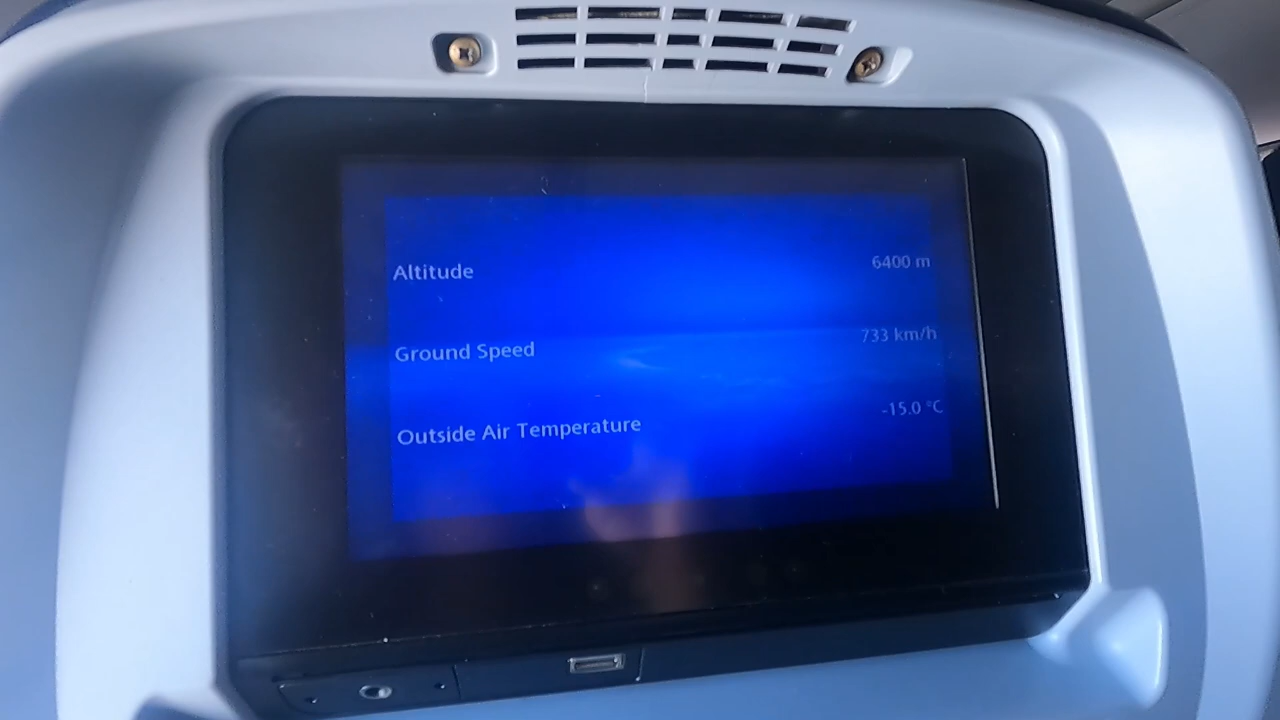 Altitude 6400 m
Ground Speed 733 km/h
Outside Air Temperature -15.0 °C